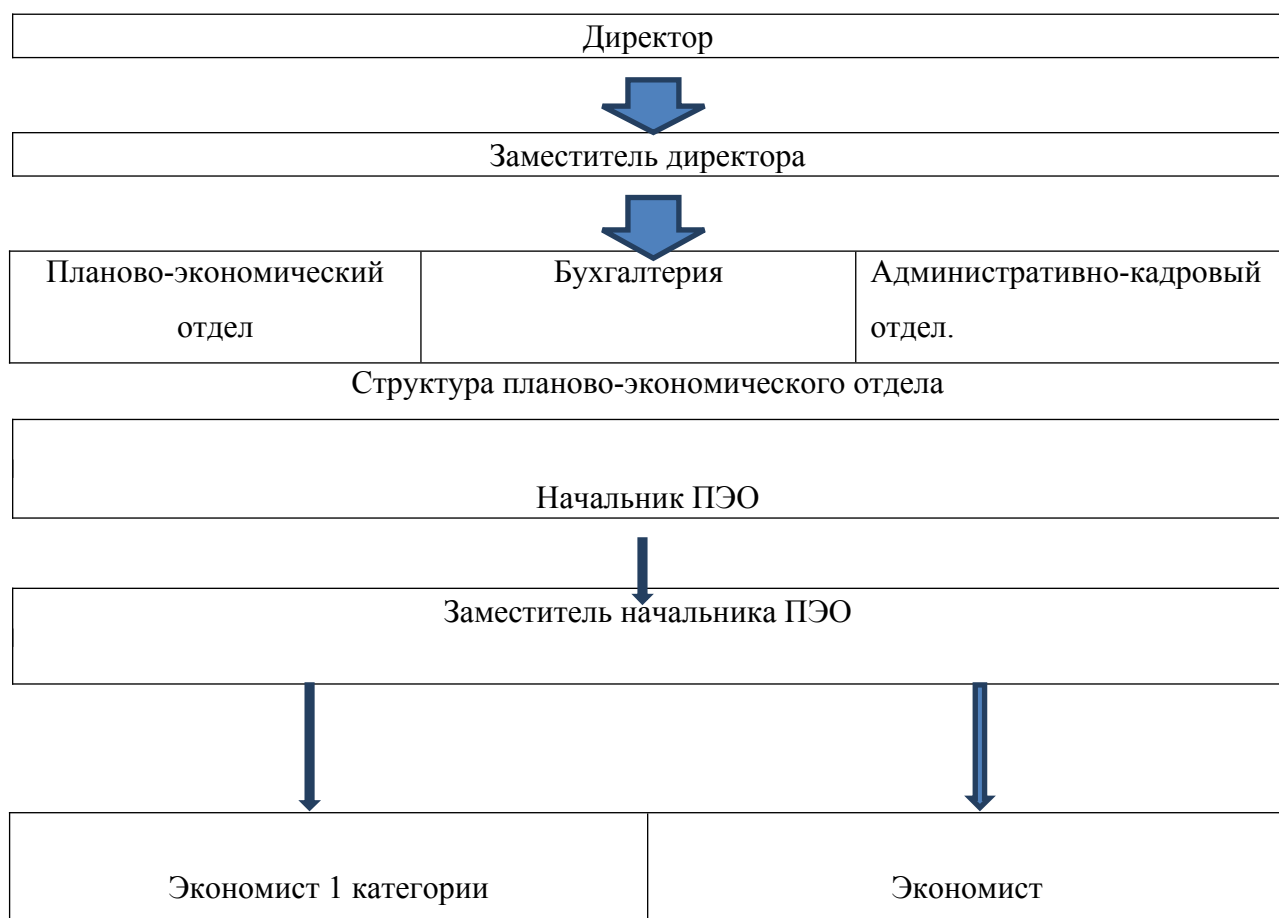 Директор
Заместитель директора
Планово-экономический
отдел
Бухгалтерия
Административно-кадровый
отдел.
Структура планово-экономического отдела
Начальник ПЭО
Заместитель начальника ПЭО
Экономист 1 категории
Экономист